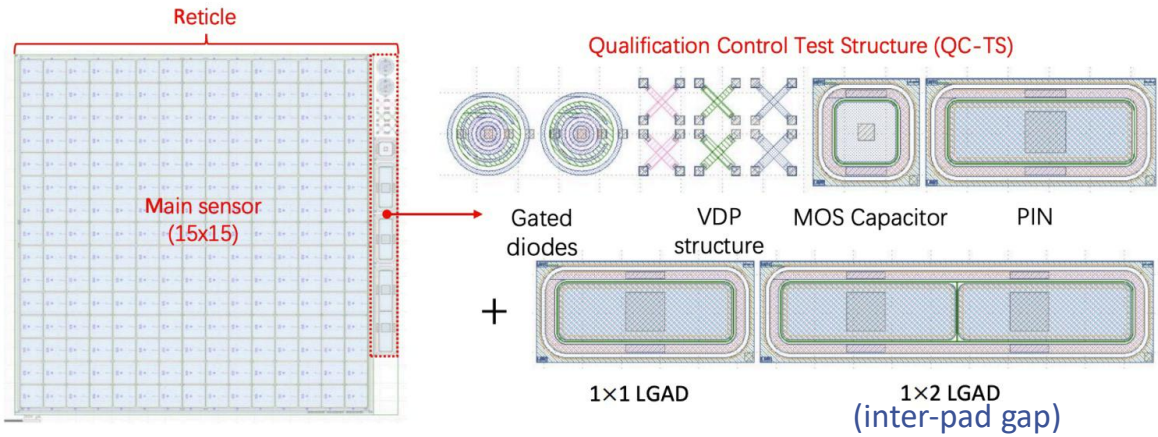 Reticle
Qualification Control Test Structure (QC-TS)
Main sensor
(15x15)
Gated
diodes
VDP
structure
MOS Capacitor
PIN
+
1×1 LGAD
1×2 LGAD
(inter-pad gap)